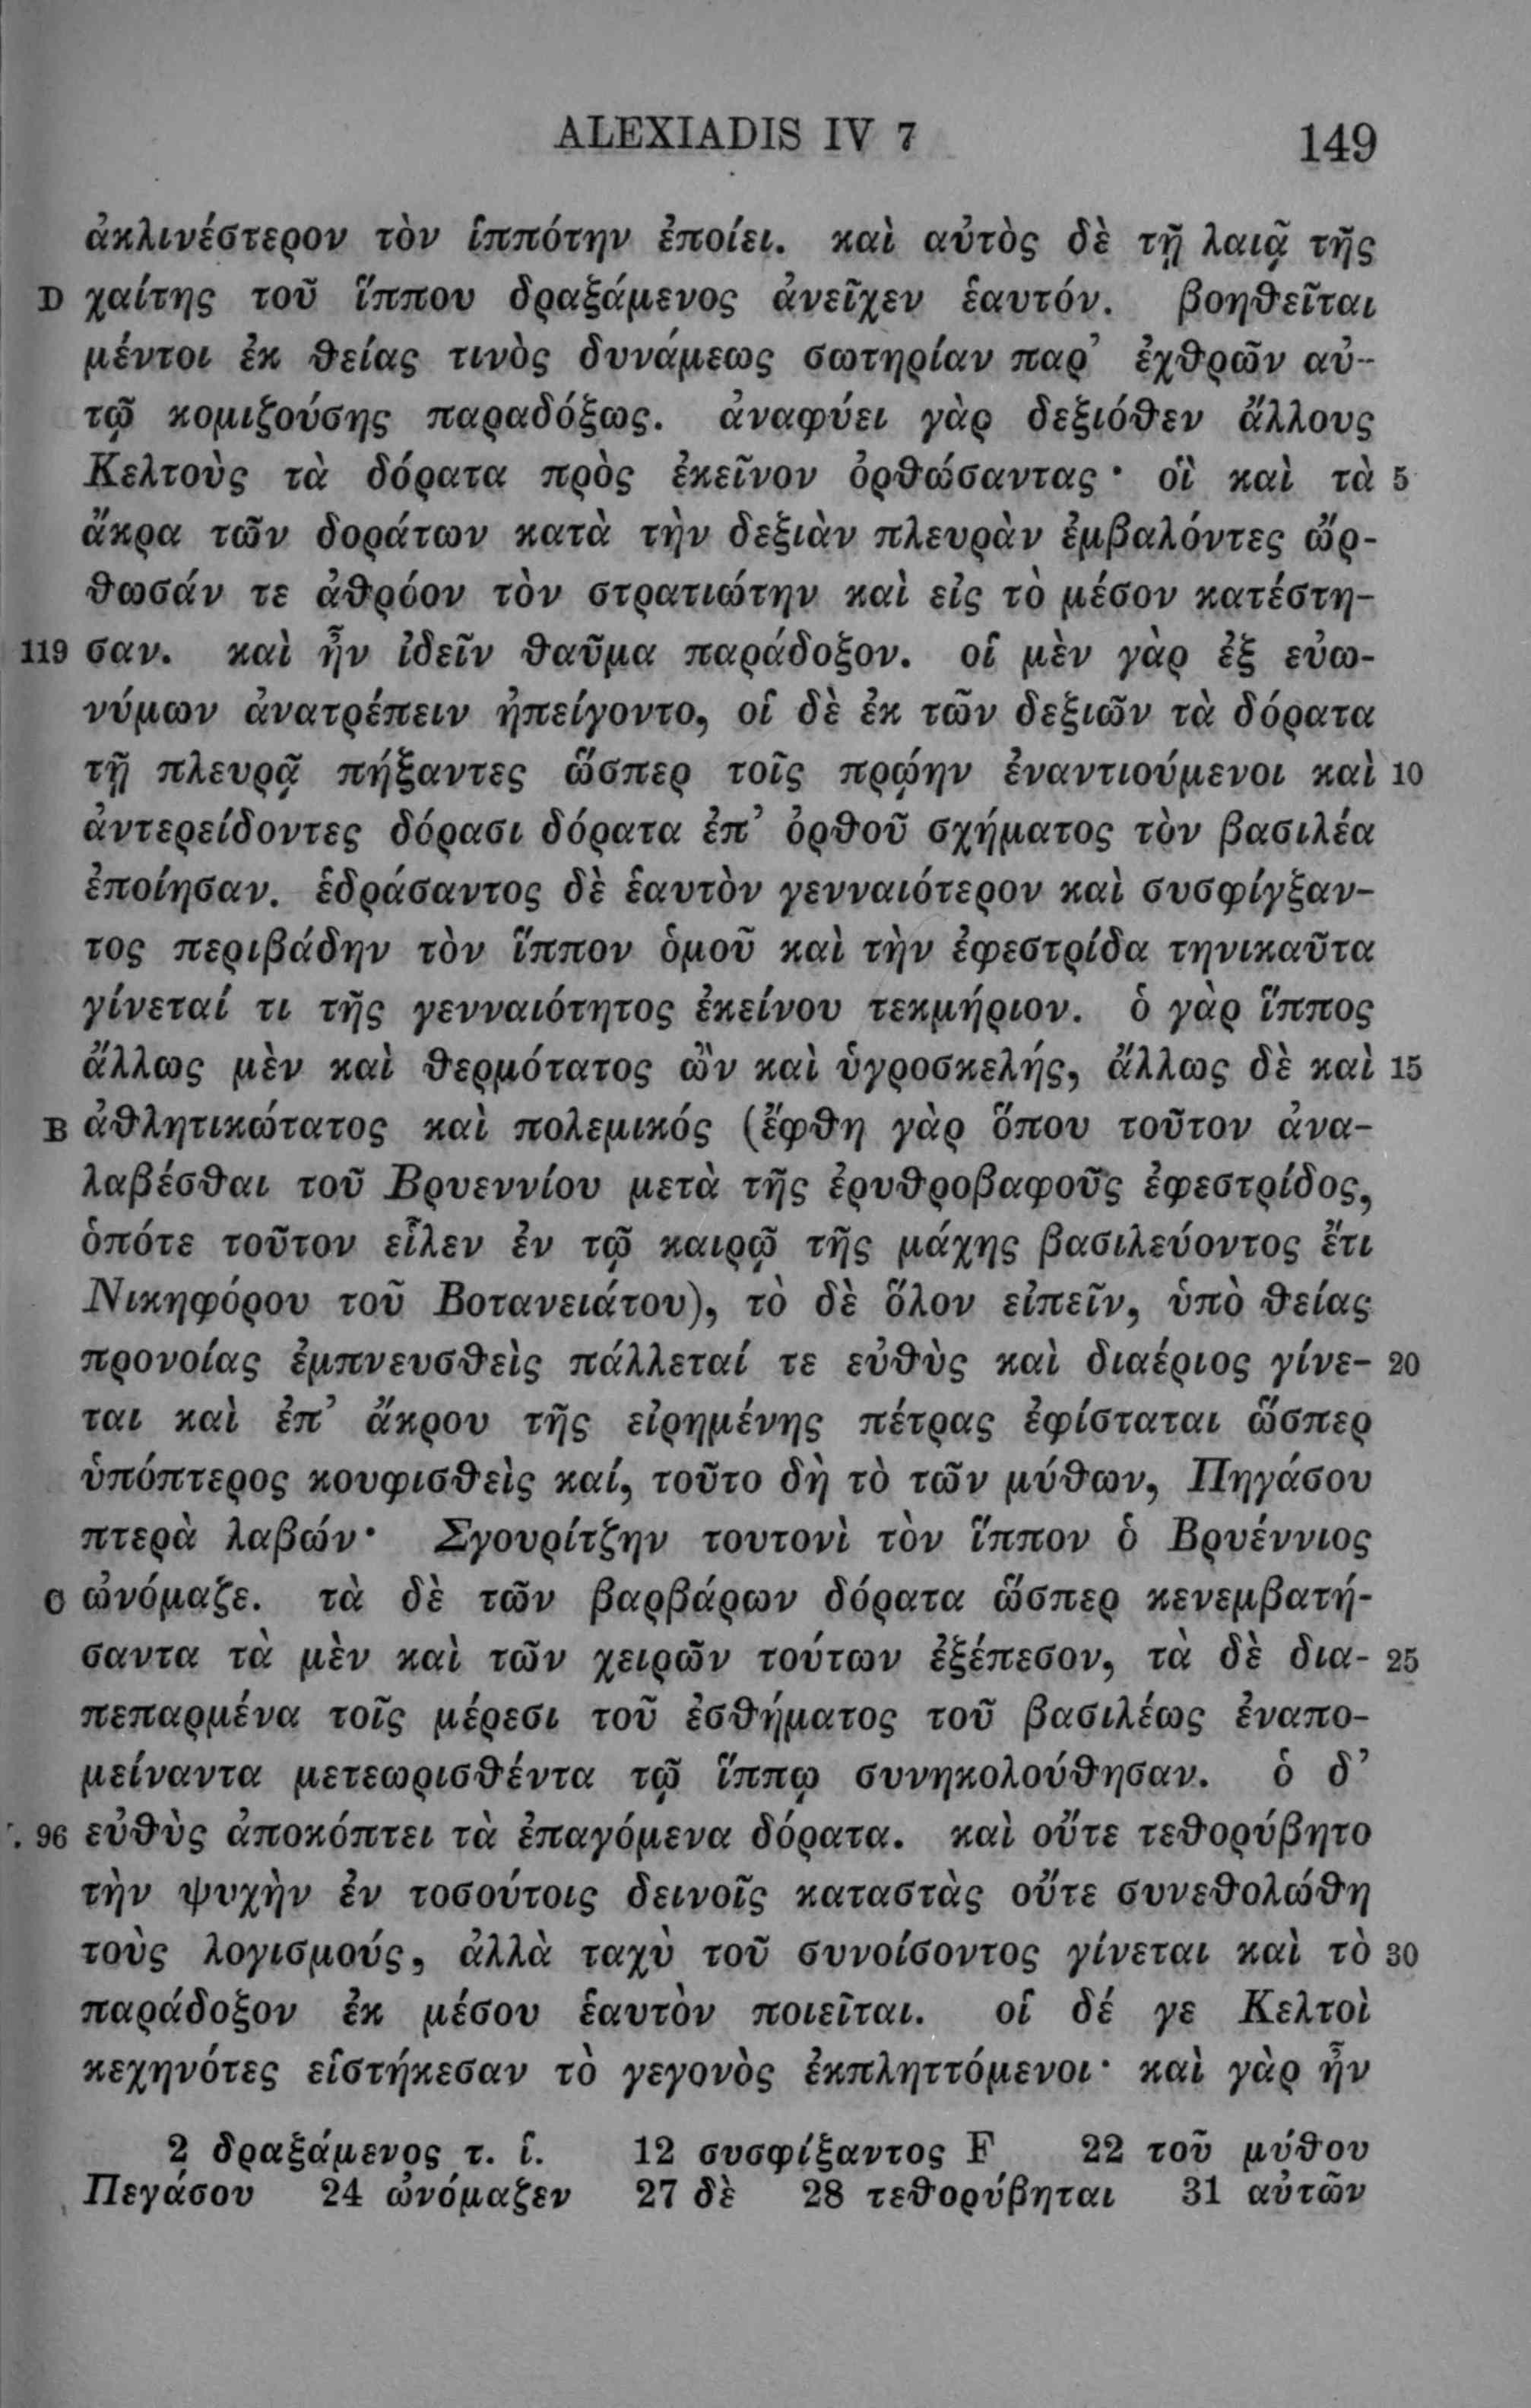 ALEXIADIS IV 7 149
ἀκλινέστερον τὸν ἱππότην ἐποίει. καὶ αὐτὸς δὲ τῇ λαιᾷ τῆς
D χαίτης τοῦ ἵππου δραξάμενος ἀνεῖχεν ἑαυτόν. βοηθεῖται
μέντοι ἐκ θείας τινὸς δυνάμεως σωτηρίαν παρ’ ἐχθρῶν αὐ-
τῷ κομιζούσης παραδόξως. ἀναφύει γὰρ δεξιόθεν ἄλλους
Κελτοὺς τὰ δόρατα πρὸς ἐκεῖνον ὀρθώσαντας· οἳ καὶ τὰ 5
ἄκρα τῶν δοράτων κατὰ τὴν δεξιὰν πλευρὰν ἐμβαλόντες ὤρ-
θωσάν τε ἀθρόον τὸν στρατιώτην καὶ εἰς τὸ μέσον κατέστη-
119 σαν. καὶ ἦν ἰδεῖν θαῦμα παράδοξον. οἱ μὲν γὰρ ἐξ εὐω-
νύμων ἀνατρέπειν ἠπείγοντο, οἱ δὲ ἐκ τῶν δεξιῶν τὰ δόρατα
τῇ πλευρᾷ πήξαντες ὥσπερ τοῖς πρῴην ἐναντιούμενοι καὶ 10
ἀντερείδοντες δόρασι δόρατα ἐπ’ ὀρθοῦ σχήματος τὸν βασιλέα
ἐποίησαν. ἑδράσαντος δὲ ἑαυτὸν γενναιότερον καὶ συσφίγξαν-
τος περιβάδην τὸν ἵππον ὁμοῦ καὶ τὴν ἐφεστρίδα τηνικαῦτα
γίνεταί τι τῆς γενναιότητος ἐκείνου τεκμήριον. ὁ γὰρ ἵππος
ἄλλως μὲν καὶ θερμότατος ὢν καὶ ὑγροσκελής, ἄλλως δὲ καὶ 15
B ἀθλητικώτατος καὶ πολεμικός (ἔφθη γὰρ ὅπου τοῦτον ἀνα-
λαβέσθαι τοῦ Βρυεννίου μετὰ τῆς ἐρυθροβαφοῦς ἐφεστρίδος,
ὁπότε τοῦτον εἷλεν ἐν τῷ καιρῷ τῆς μάχης βασιλεύοντος ἔτι
Νικηφόρου τοῦ Βοτανειάτου), τὸ δὲ ὅλον εἰπεῖν, ὑπὸ θείας
προνοίας ἐμπνευσθεὶς πάλλεταί τε εὐθὺς καὶ διαέριος γίνε- 20
ται καὶ ἐπ’ ἄκρου τῆς εἰρημένης πέτρας ἐφίσταται ὥσπερ
ὑπόπτερος κουφισθεὶς καί, τοῦτο δὴ τὸ τῶν μύθων, Πηγάσου
πτερὰ λαβών· Σγουρίτζην τουτονὶ τὸν ἵππον ὁ Βρυέννιος
C ὠνόμαζε. τὰ δὲ τῶν βαρβάρων δόρατα ὥσπερ κενεμβατή-
σαντα τὰ μὲν καὶ τῶν χειρῶν τούτων ἐξέπεσον, τὰ δὲ δια- 25
πεπαρμένα τοῖς μέρεσι τοῦ ἐσθήματος τοῦ βασιλέως ἐναπο-
μείναντα μετεωρισθέντα τῷ ἵππῳ συνηκολούθησαν. ὁ δ’
. 96 εὐθὺς ἀποκόπτει τὰ ἐπαγόμενα δόρατα. καὶ οὔτε τεθορύβητο
τὴν ψυχὴν ἐν τοσούτοις δεινοῖς καταστὰς οὔτε συνεθολώθη
τοὺς λογισμούς, ἀλλὰ ταχὺ τοῦ συνοίσοντος γίνεται καὶ τὸ 30
παράδοξον ἐκ μέσου ἑαυτὸν ποιεῖται. οἱ δέ γε Κελτοὶ
κεχηνότες εἱστήκεσαν τὸ γεγονὸς ἐκπληττόμενοι· καὶ γὰρ ἦν
2 δραξάμενος τ. ἱ. 12 συσφίξαντος F 22 τοῦ μύθου
Πεγάσου 24 ὠνόμαζεν 27 δὲ 28 τεθορύβηται 31 αὐτῶν